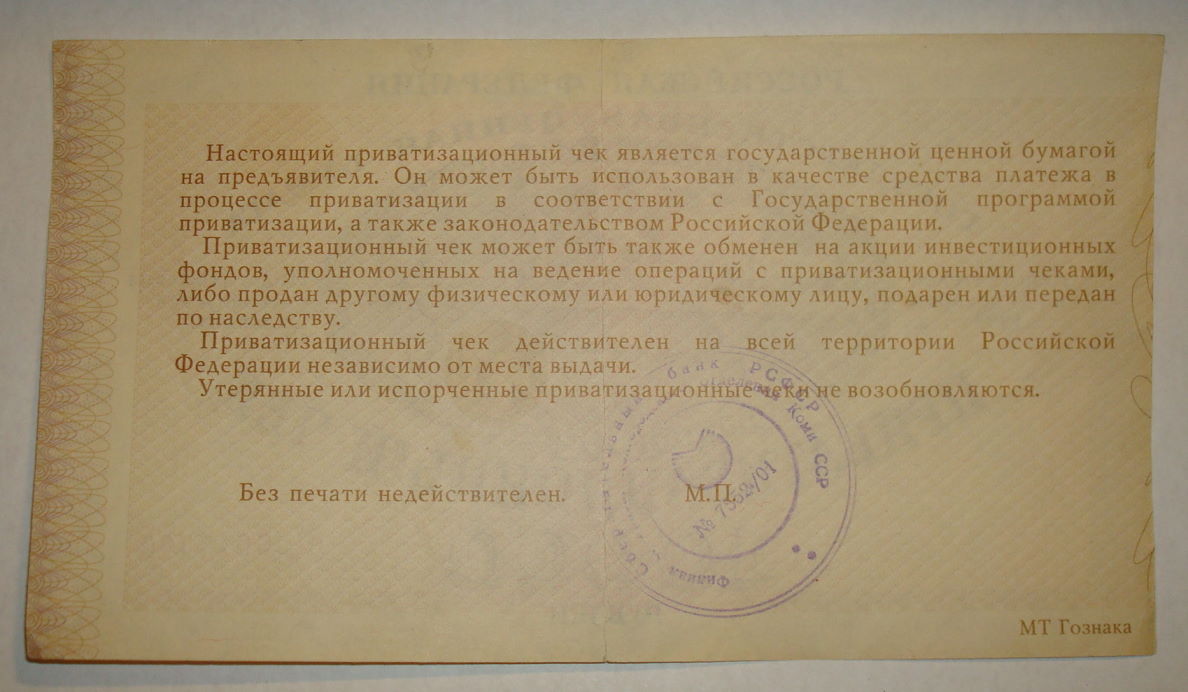 Настоящий приватизационный чек является государственной ценной бумагой
на предъявителя. Он может быть использован в качестве средства платежа в
процессе приватизации в соответствии с Государственной программой
приватизации, а также законодательством Российской Федерации.
Приватизационный чек может быть также обменен на акции инвестиционных
фондов, уполномоченных на ведение операций с приватизационными чеками,
либо продан другому физическому или юридическому лицу, подарен или передан
по наследству.
Приватизационный чек действителен на всей территории Российской
Федерации независимо от места выдачи.
Утерянные или испорченные приватизационные чеки не возобновляются.
Без печати недействителен.
М.П.
банк РСФСР
Коми ССР
Филиал
МТ Гознака